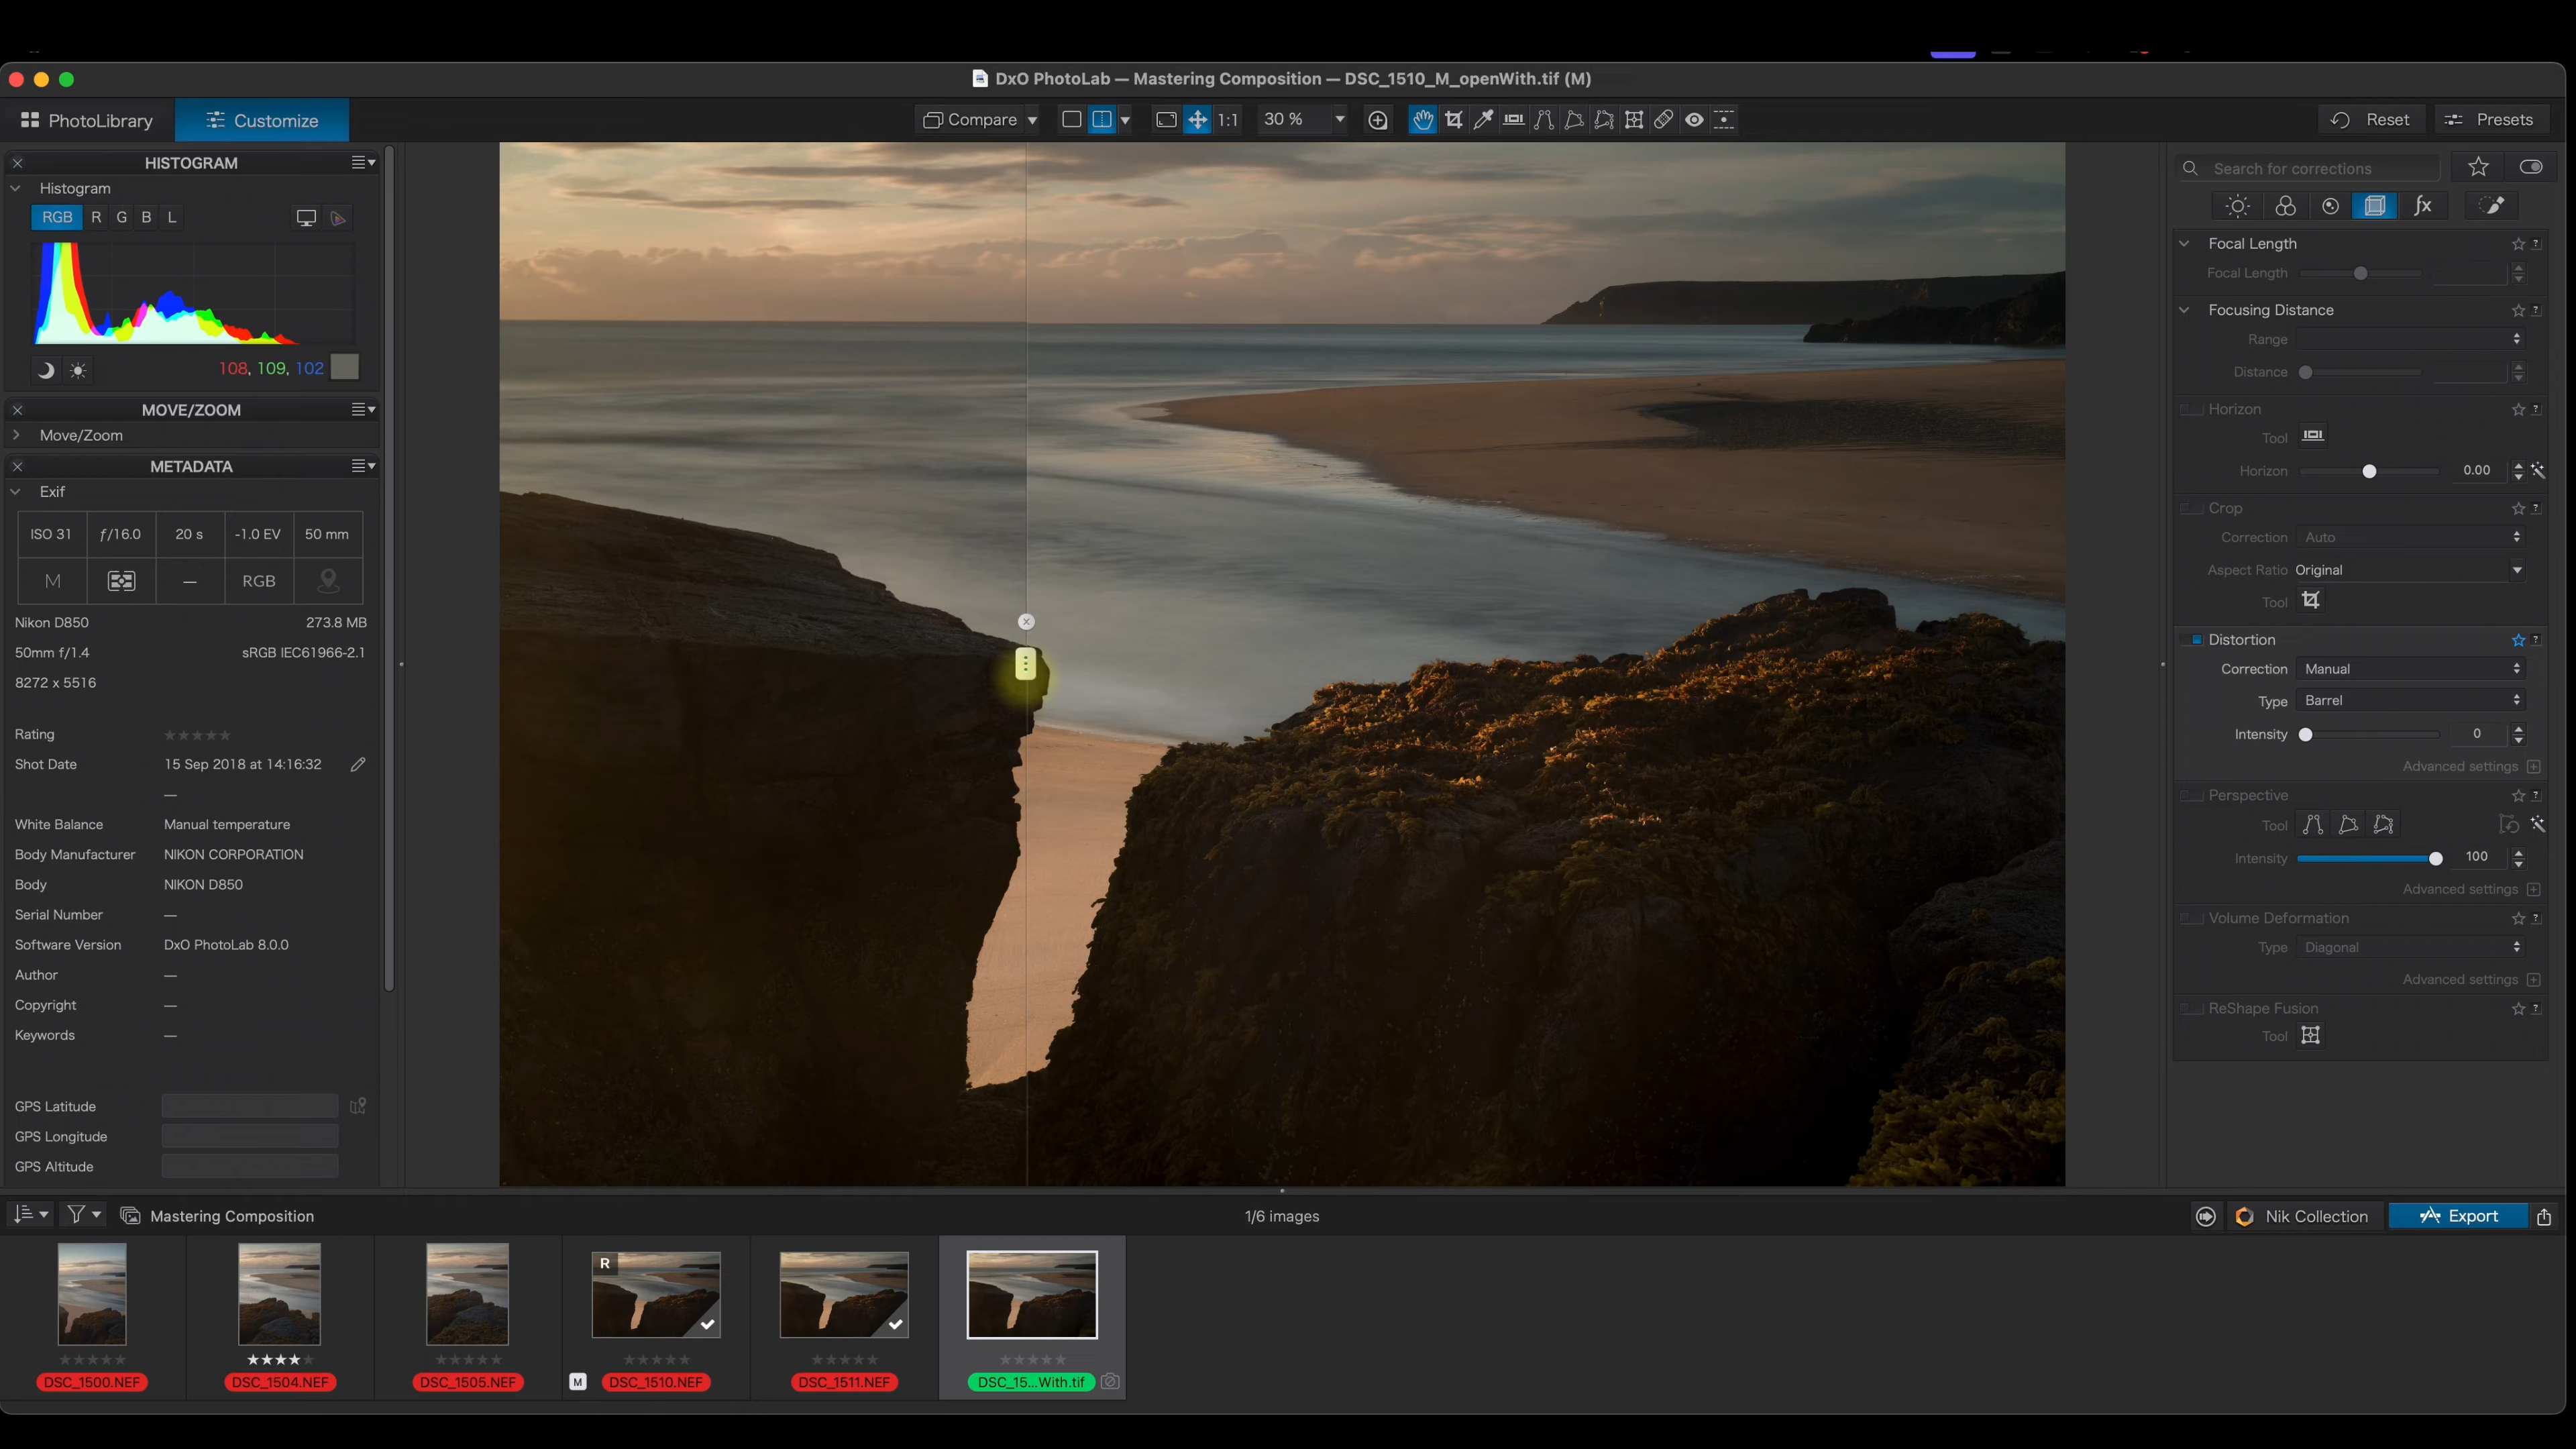 DxO PhotoLab — Mastering Composition — DSC_1510_M_openWith.tif (M)
PhotoLibrary
Customize
Compare
1:1
30 %
Reset
Presets
HISTOGRAM
Histogram
RGB R G B L
108, 109, 102
MOVE/ZOOM
Move/Zoom
METADATA
Exif
ISO 31 ƒ/16.0 20 s -1.0 EV 50 mm
M — RGB
Nikon D850 273.8 MB
50mm f/1.4 sRGB IEC61966-2.1
8272 x 5516
Rating
Shot Date 15 Sep 2018 at 14:16:32
—
White Balance Manual temperature
Body Manufacturer NIKON CORPORATION
Body NIKON D850
Serial Number —
Software Version DxO PhotoLab 8.0.0
Author —
Copyright —
Keywords —
GPS Latitude
GPS Longitude
GPS Altitude
Search for corrections
fx
Focal Length
Focal Length
Focusing Distance
Range
Distance
Horizon
Tool
Horizon 0.00
Crop
Correction Auto
Aspect Ratio Original
Tool
Distortion
Correction Manual
Type Barrel
Intensity 0
Advanced settings
Perspective
Tool
Intensity 100
Advanced settings
Volume Deformation
Type Diagonal
Advanced settings
ReShape Fusion
Tool
Mastering Composition
1/6 images
Nik Collection
Export
R
DSC_1500.NEF
DSC_1504.NEF
DSC_1505.NEF
M DSC_1510.NEF
DSC_1511.NEF
DSC_15...With.tif